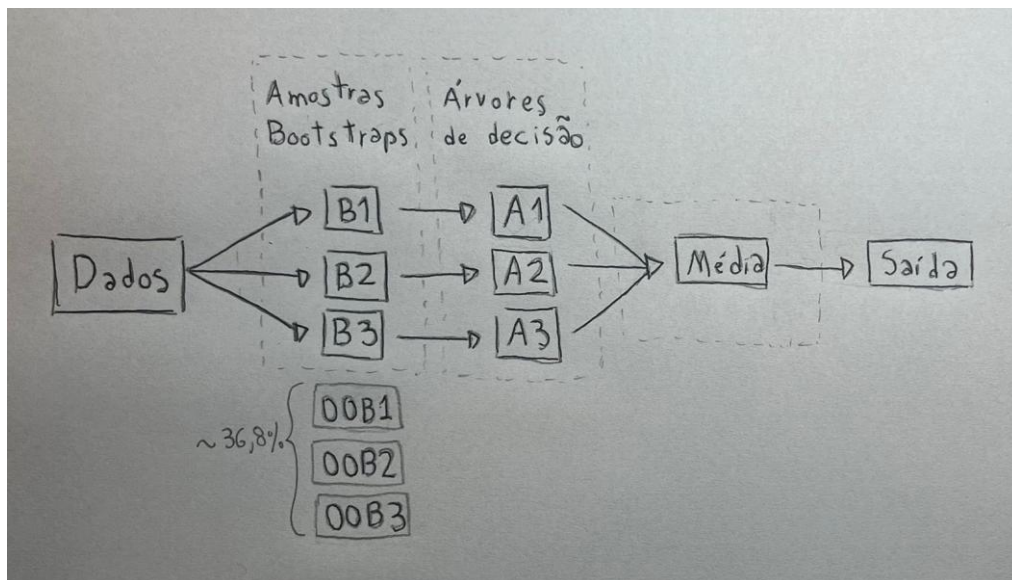 Amostras
Bootstraps
Árvores
de decisão
Dados
B1
B2
B3
A1
A2
A3
Média
Saída
~36,8%
OOB1
OOB2
OOB3